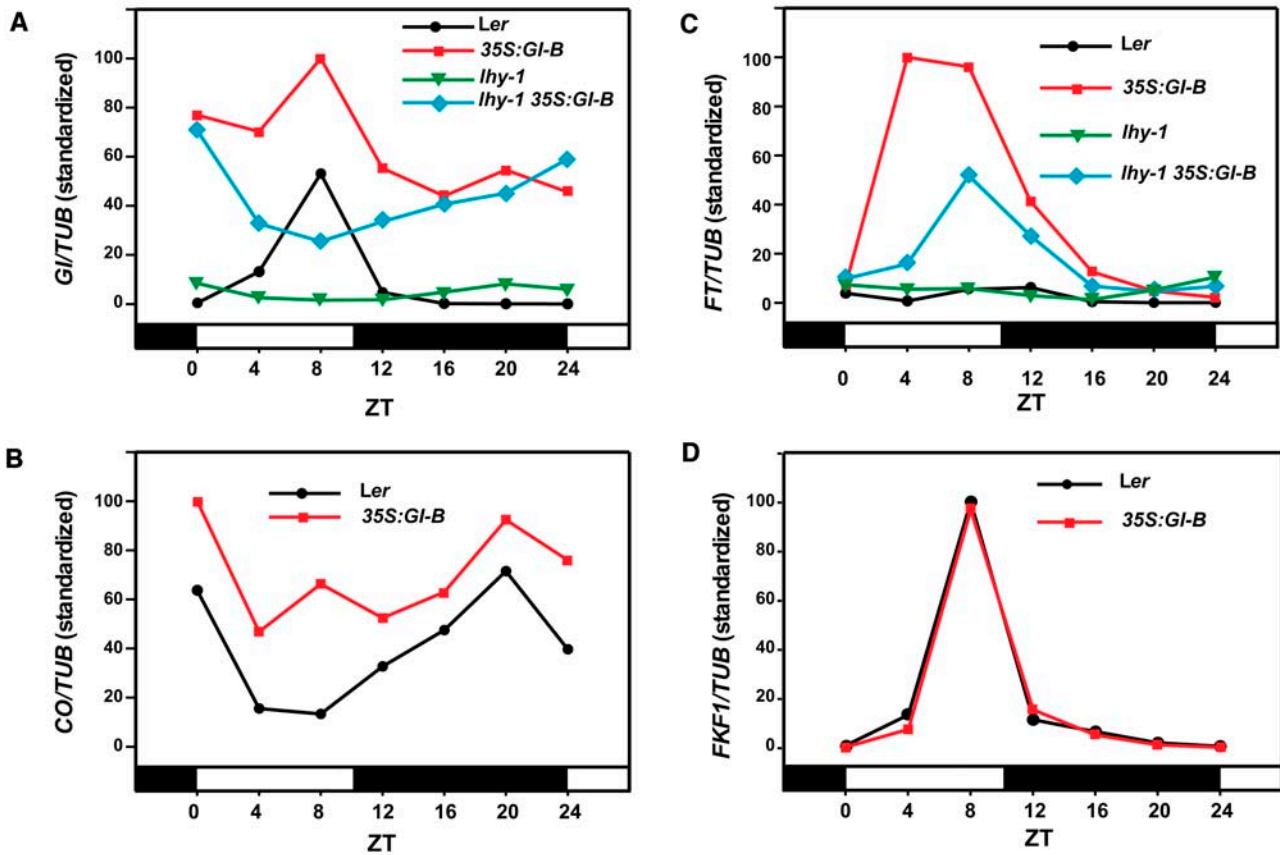 A
GI/TUB (standardized)
100
80
60
40
20
0
Ler
35S:GI-B
lhy-1
lhy-1 35S:GI-B
0 4 8 12 16 20 24
ZT
B
CO/TUB (standardized)
100
80
60
40
20
0
Ler
35S:GI-B
0 4 8 12 16 20 24
ZT
C
FT/TUB (standardized)
100
80
60
40
20
0
Ler
35S:GI-B
lhy-1
lhy-1 35S:GI-B
0 4 8 12 16 20 24
ZT
D
FKF1/TUB (standardized)
100
80
60
40
20
0
Ler
35S:GI-B
0 4 8 12 16 20 24
ZT